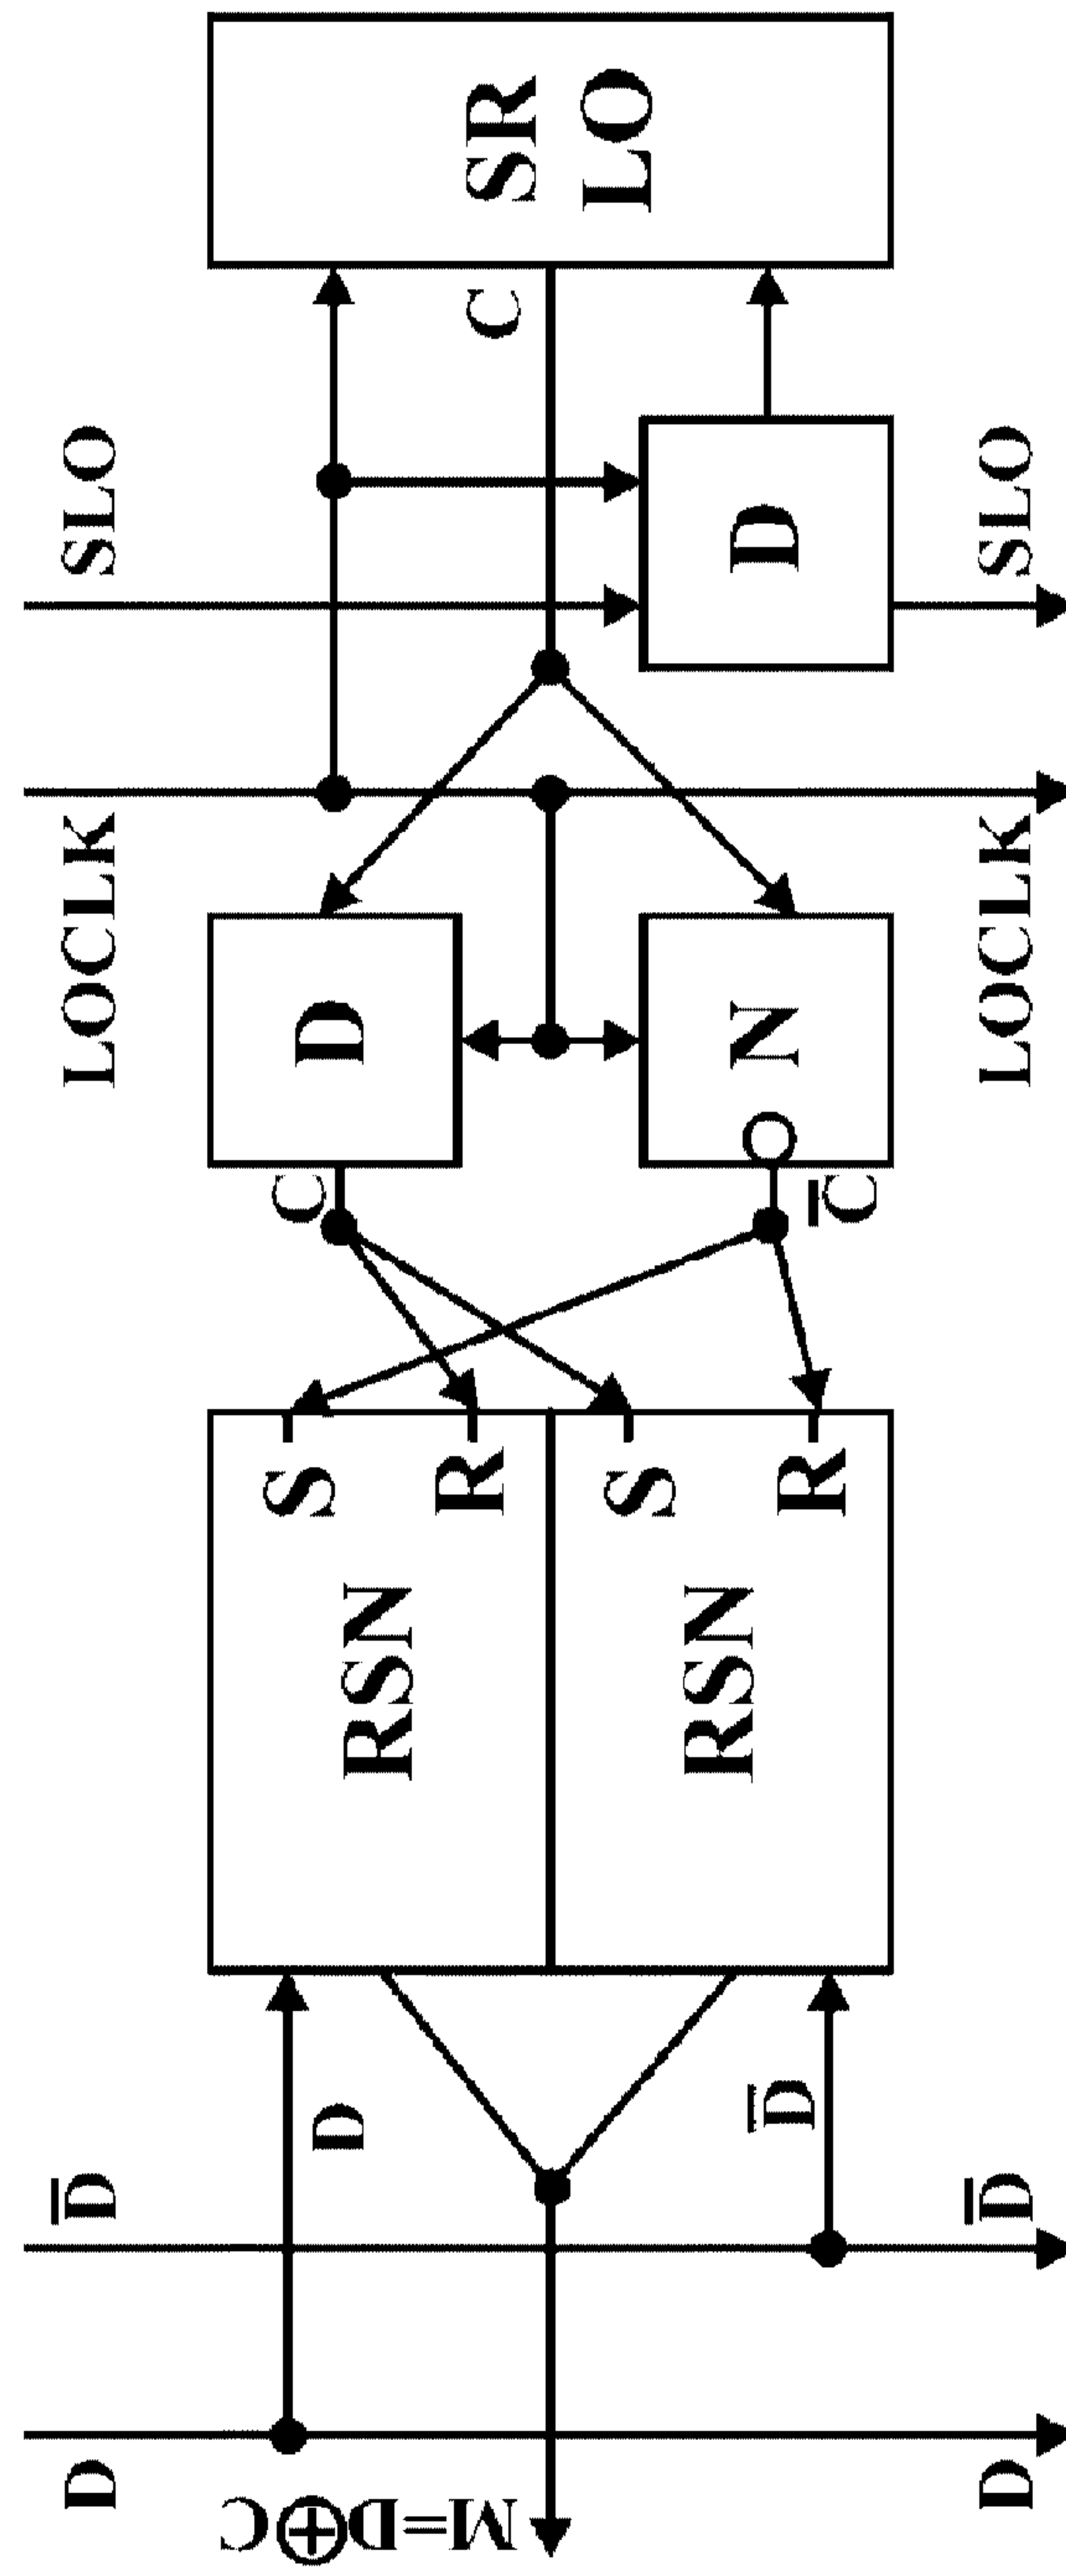 D
D̅
LOCLK
SLO
M=D⊕C
D
S
C
D
RSN
R
C
SR
LO
S
RSN
D̅
R
N
C̅
D
D
D̅
LOCLK
SLO